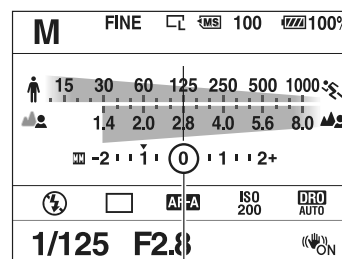 M FINE L MS 100 100%
15 30 60 125 250 500 1000
1.4 2.0 2.8 4.0 5.6 8.0
-2 1 0 1 2+
AF-A ISO 200 DRO AUTO
1/125 F2.8 ON